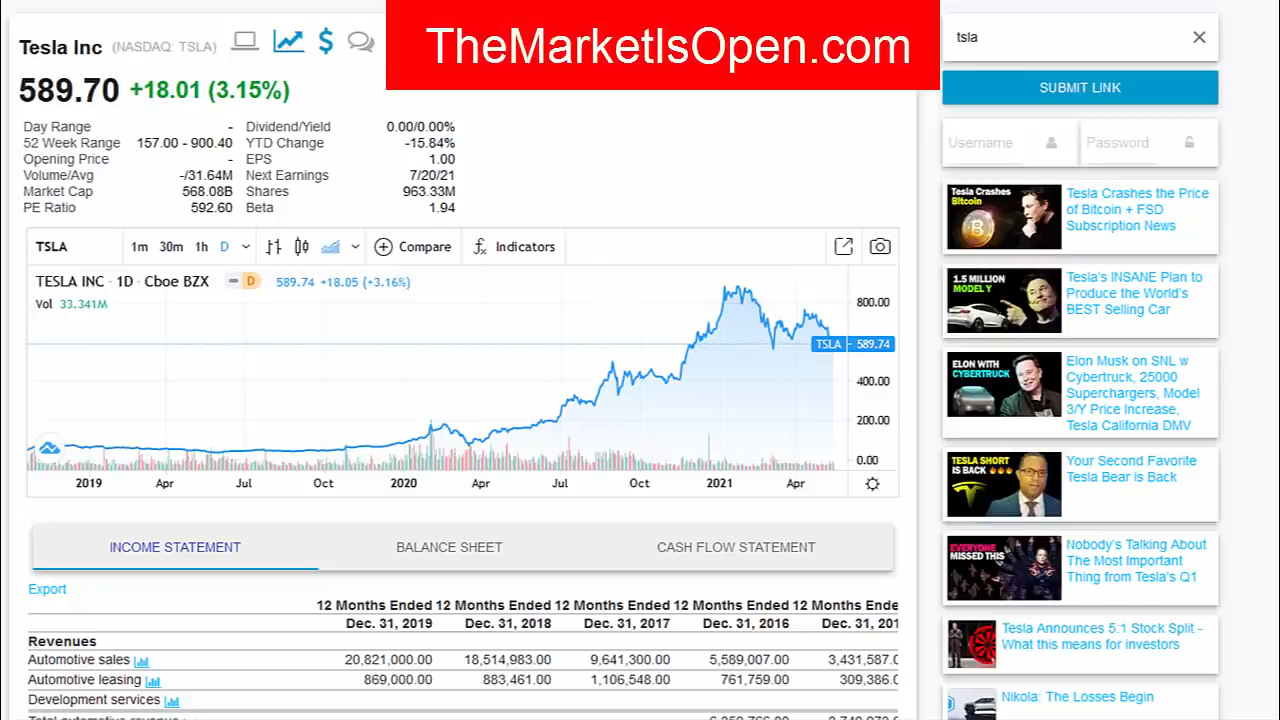 TheMarketIsOpen.com
Tesla Inc (NASDAQ: TSLA)
589.70 +18.01 (3.15%)
Day Range - Dividend/Yield 0.00/0.00%
52 Week Range 157.00 - 900.40 YTD Change -15.84%
Opening Price - EPS 1.00
Volume/Avg -/31.64M Next Earnings 7/20/21
Market Cap 568.08B Shares 963.33M
PE Ratio 592.60 Beta 1.94
TSLA 1m 30m 1h D Compare Indicators
TESLA INC · 1D · Cboe BZX D 589.74 +18.05 (+3.16%)
Vol 33.341M
800.00
TSLA 589.74
400.00
200.00
0.00
2019 Apr Jul Oct 2020 Apr Jul Oct 2021 Apr
INCOME STATEMENT BALANCE SHEET CASH FLOW STATEMENT
Export
12 Months Ended 12 Months Ended 12 Months Ended 12 Months Ended 12 Months Ende
Dec. 31, 2019 Dec. 31, 2018 Dec. 31, 2017 Dec. 31, 2016 Dec. 31, 201
Revenues
Automotive sales 20,821,000.00 18,514,983.00 9,641,300.00 5,589,007.00 3,431,587.0
Automotive leasing 869,000.00 883,461.00 1,106,548.00 761,759.00 309,386.0
Development services
tsla
SUBMIT LINK
Username Password
Tesla Crashes
Bitcoin
Tesla Crashes the Price
of Bitcoin + FSD
Subscription News
1.5 MILLION
MODEL Y
Tesla's INSANE Plan to
Produce the World's
BEST Selling Car
ELON WITH
CYBERTRUCK
Elon Musk on SNL w
Cybertruck, 25000
Superchargers, Model
3/Y Price Increase,
Tesla California DMV
TESLA SHORT
IS BACK
Your Second Favorite
Tesla Bear is Back
EVERYONE
MISSED THIS
Nobody's Talking About
The Most Important
Thing from Tesla's Q1
Tesla Announces 5:1 Stock Split -
What this means for investors
Nikola: The Losses Begin